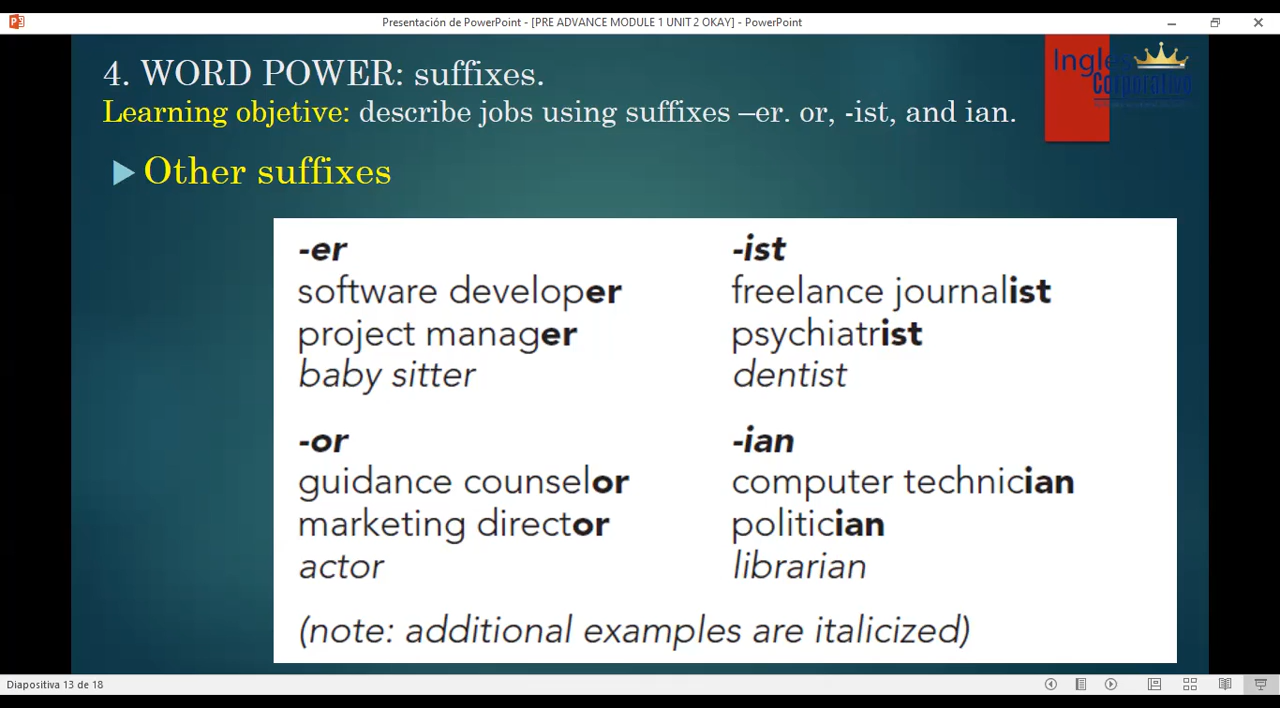 Presentación de PowerPoint - [PRE ADVANCE MODULE 1 UNIT 2 OKAY] - PowerPoint
4. WORD POWER: suffixes.
Learning objetive: describe jobs using suffixes –er. or, -ist, and ian.
Ingles
Corporativo
Other suffixes
-er
software developer
project manager
baby sitter
-or
guidance counselor
marketing director
actor
-ist
freelance journalist
psychiatrist
dentist
-ian
computer technician
politician
librarian
(note: additional examples are italicized)
Diapositiva 13 de 18